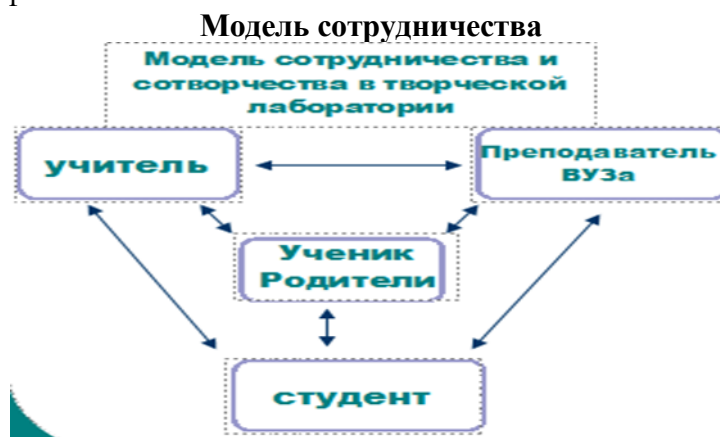 Модель сотрудничества
Модель сотрудничества и
сотворчества в творческой
лаборатории
учитель
Преподаватель
ВУЗа
Ученик
Родители
студент